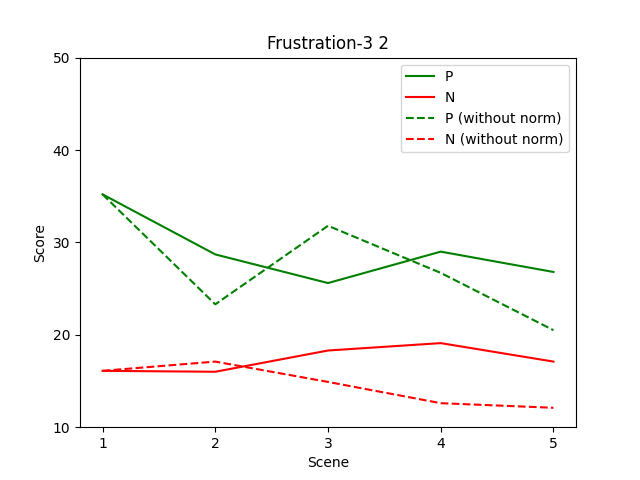 Frustration-3 2
50
40
30
20
10
Score
1 2 3 4 5
Scene
P
N
P (without norm)
N (without norm)